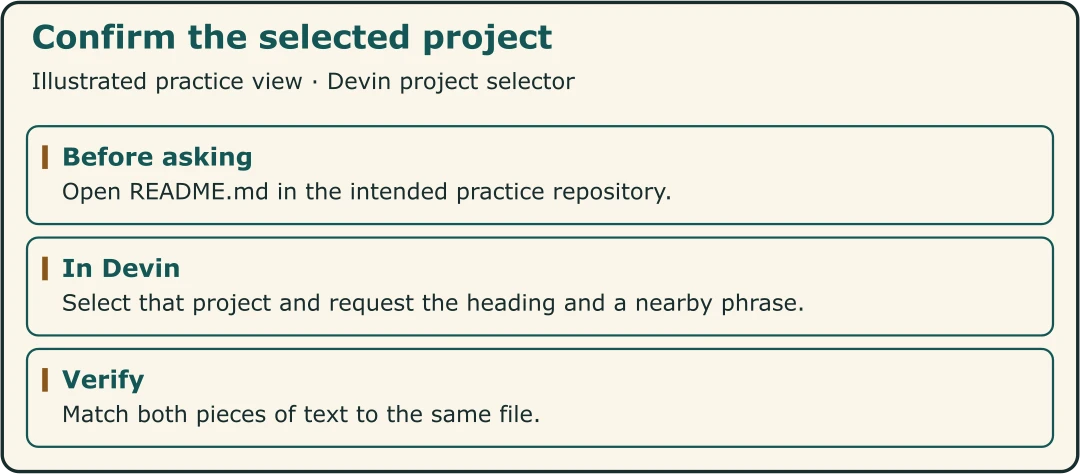 Confirm the selected project
Illustrated practice view · Devin project selector
Before asking
Open README.md in the intended practice repository.
In Devin
Select that project and request the heading and a nearby phrase.
Verify
Match both pieces of text to the same file.